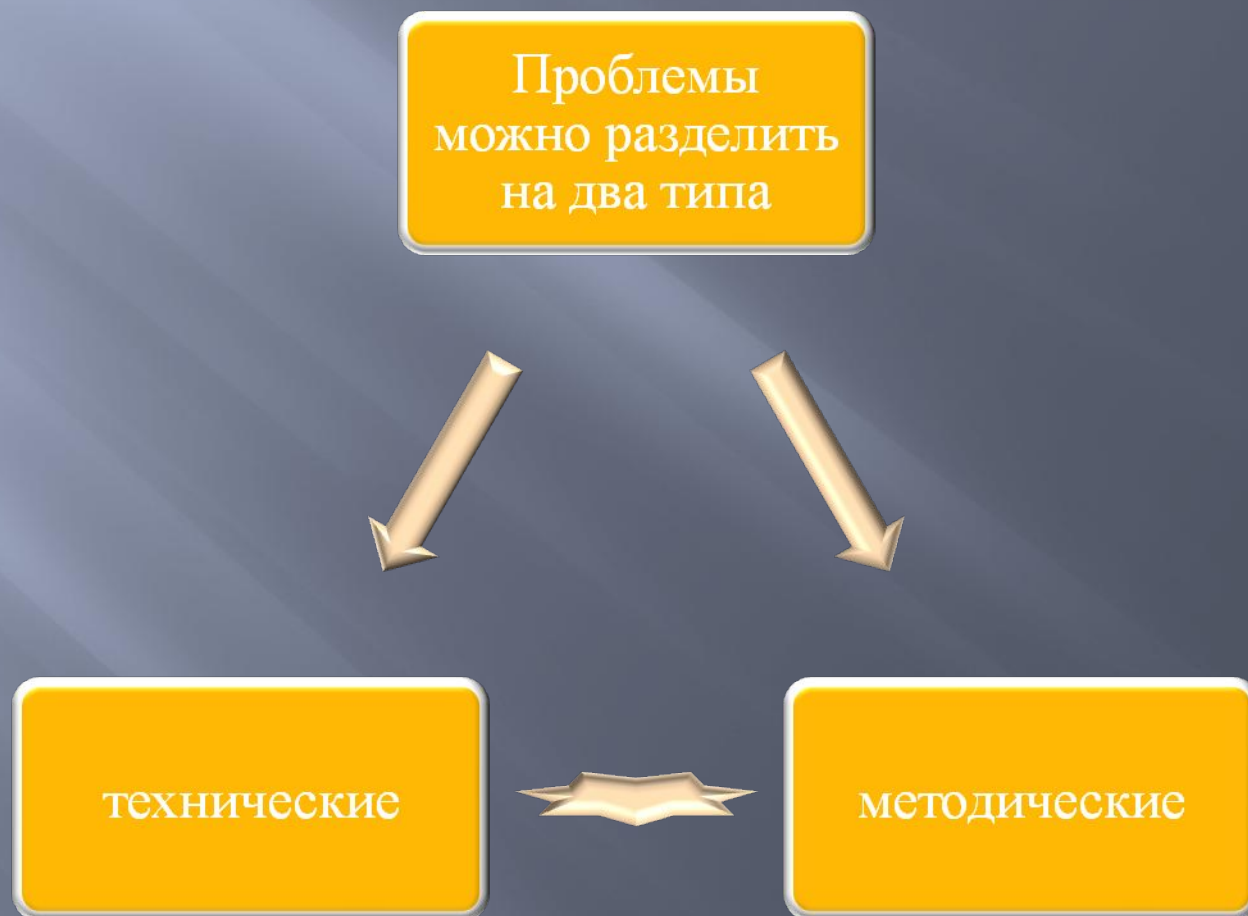 Проблемы
можно разделить
на два типа
технические
методические